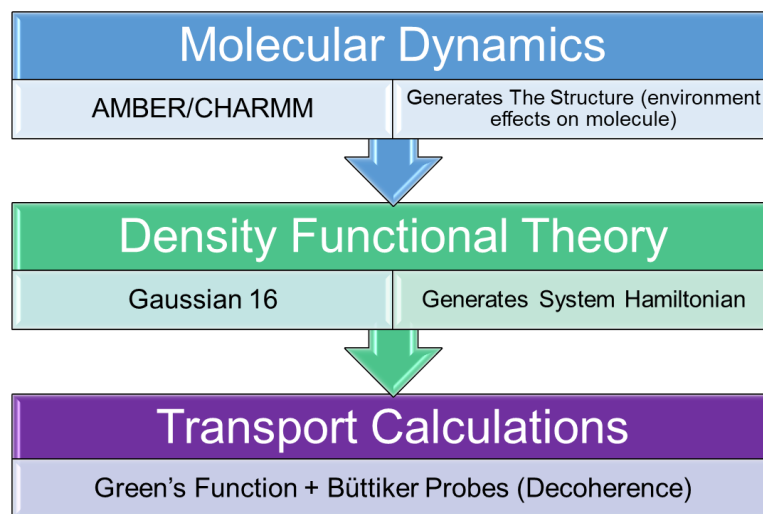 Molecular Dynamics
AMBER/CHARMM
Generates The Structure (environment
effects on molecule)
Density Functional Theory
Gaussian 16
Generates System Hamiltonian
Transport Calculations
Green's Function + Büttiker Probes (Decoherence)